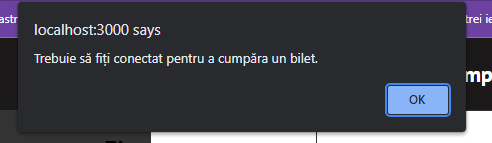 localhost:3000 says
Trebuie să fiți conectat pentru a cumpăra un bilet.
OK